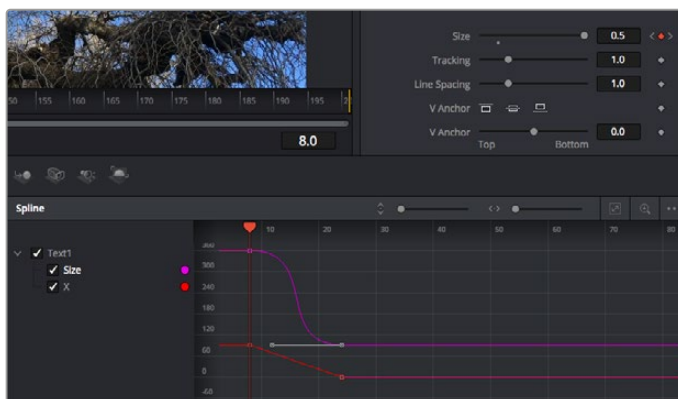 Size 0.5
Tracking 1.0
Line Spacing 1.0
V Anchor
V Anchor 0.0
Top Bottom
50 155 160 165 170 175 180 185 190 195
8.0
Spline
10 20 30 40 50 60 70 80
Text1
Size
X
360
300
240
180
120
60
0
-60